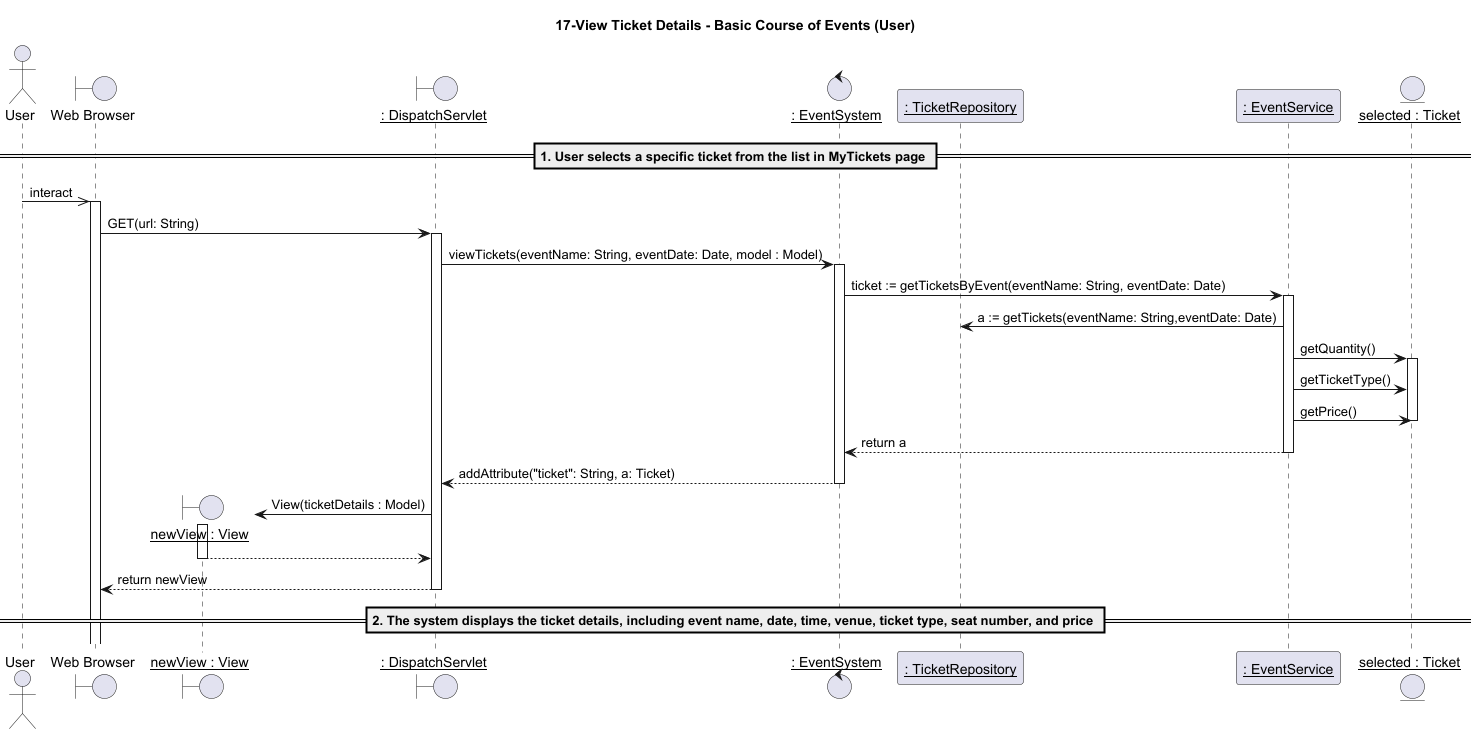 17-View Ticket Details - Basic Course of Events (User)
User
Web Browser
: DispatchServlet
: EventSystem
: TicketRepository
: EventService
selected : Ticket
1. User selects a specific ticket from the list in MyTickets page
interact
GET(url: String)
viewTickets(eventName: String, eventDate: Date, model : Model)
ticket := getTicketsByEvent(eventName: String, eventDate: Date)
a := getTickets(eventName: String,eventDate: Date)
getQuantity()
getTicketType()
getPrice()
return a
addAttribute("ticket": String, a: Ticket)
View(ticketDetails : Model)
newView : View
return newView
2. The system displays the ticket details, including event name, date, time, venue, ticket type, seat number, and price
User
Web Browser
newView : View
: DispatchServlet
: EventSystem
: TicketRepository
: EventService
selected : Ticket